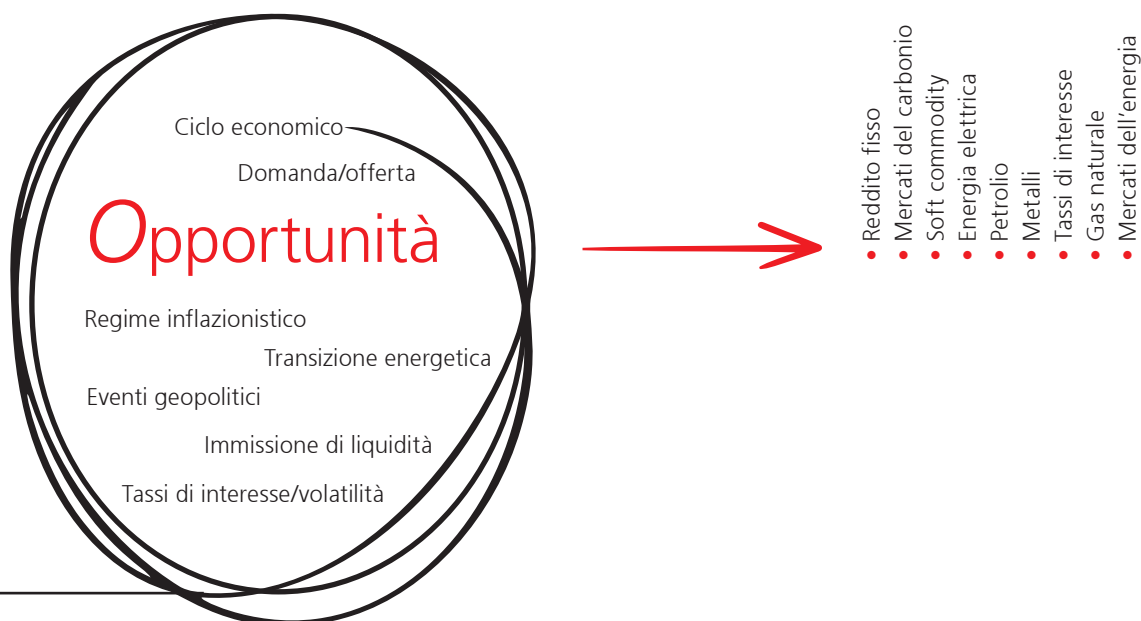 Ciclo economico
Domanda/offerta
Opportunità
Regime inflazionistico
Transizione energetica
Eventi geopolitici
Immissione di liquidità
Tassi di interesse/volatilità
• Reddito fisso
• Mercati del carbonio
• Soft commodity
• Energia elettrica
• Petrolio
• Metalli
• Tassi di interesse
• Gas naturale
• Mercati dell'energia